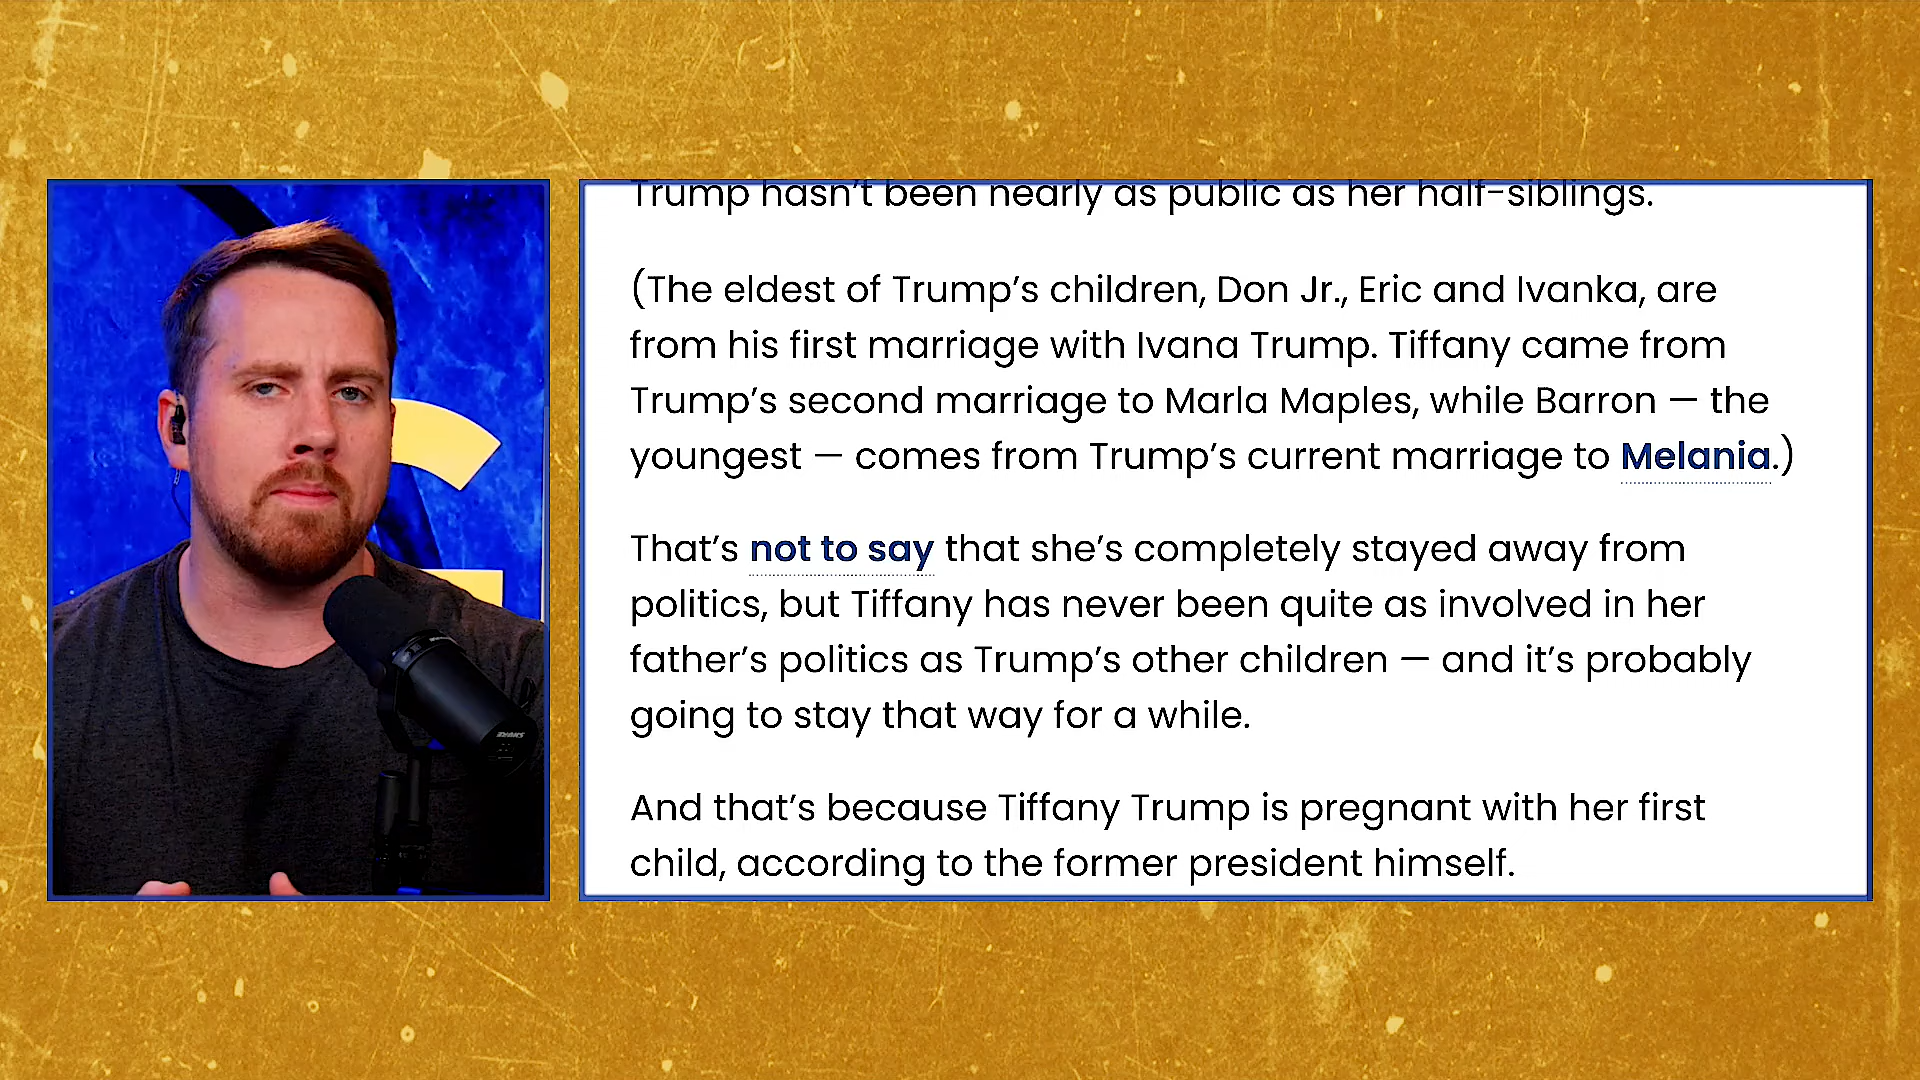 Trump hasn’t been nearly as public as her half-siblings.
(The eldest of Trump’s children, Don Jr., Eric and Ivanka, are
from his first marriage with Ivana Trump. Tiffany came from
Trump’s second marriage to Marla Maples, while Barron — the
youngest — comes from Trump’s current marriage to Melania.)
That’s not to say that she’s completely stayed away from
politics, but Tiffany has never been quite as involved in her
father’s politics as Trump’s other children — and it’s probably
going to stay that way for a while.
And that’s because Tiffany Trump is pregnant with her first
child, according to the former president himself.